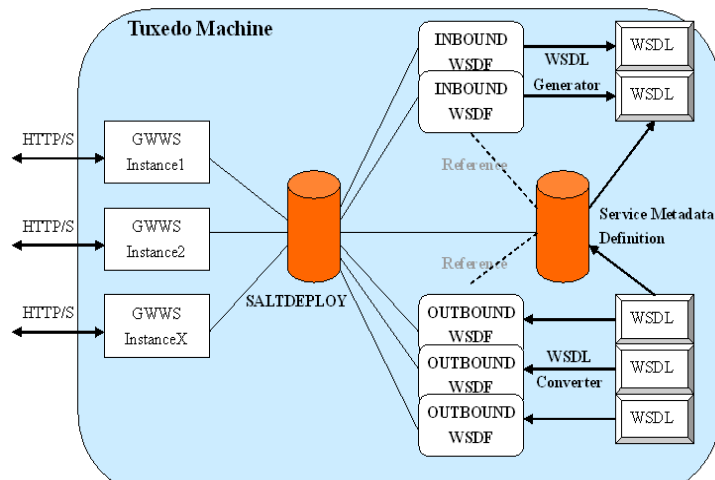 Tuxedo Machine
INBOUND
WSDF
INBOUND
WSDF
WSDL
Generator
WSDL
WSDL
HTTP/S
GWWS
Instance1
HTTP/S
GWWS
Instance2
HTTP/S
GWWS
InstanceX
SALTDEPLOY
Reference
Reference
Service Metadata
Definition
OUTBOUND
WSDF
OUTBOUND
WSDF
OUTBOUND
WSDF
WSDL
Converter
WSDL
WSDL
WSDL